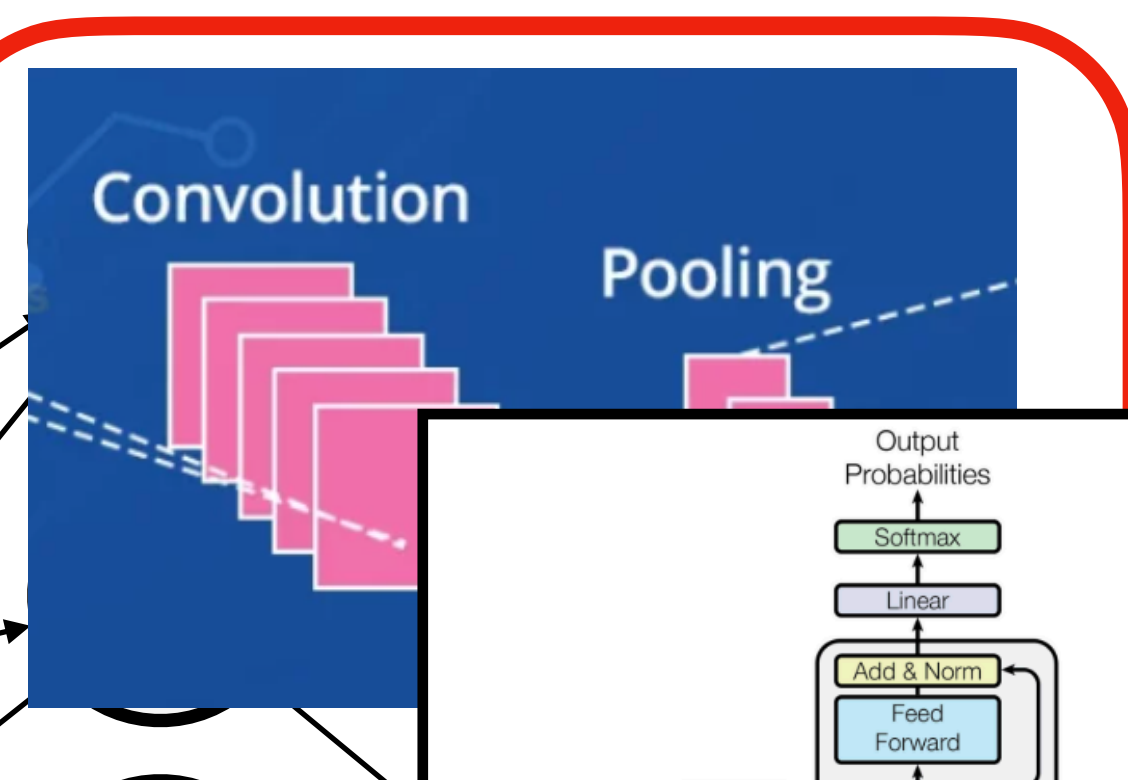 Convolution
Pooling
Output
Probabilities
Softmax
Linear
Add & Norm
Feed
Forward